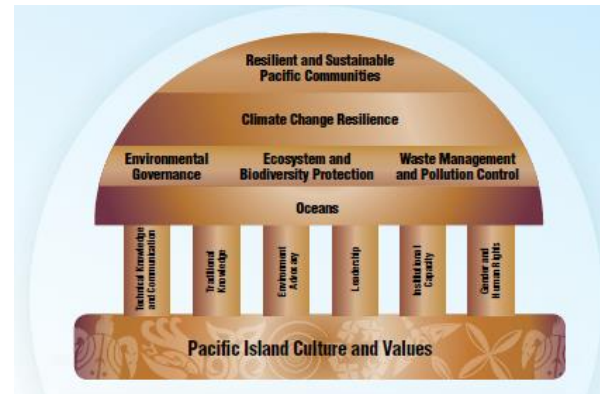 Resilient and Sustainable
Pacific Communities
Climate Change Resilience
Environmental
Governance
Ecosystem and
Biodiversity Protection
Waste Management
and Pollution Control
Oceans
Technical Knowledge
and Communication
Traditional
Knowledge
Environment
Advocacy
Leadership
Institutional
Capacity
Gender and
Human Rights
Pacific Island Culture and Values